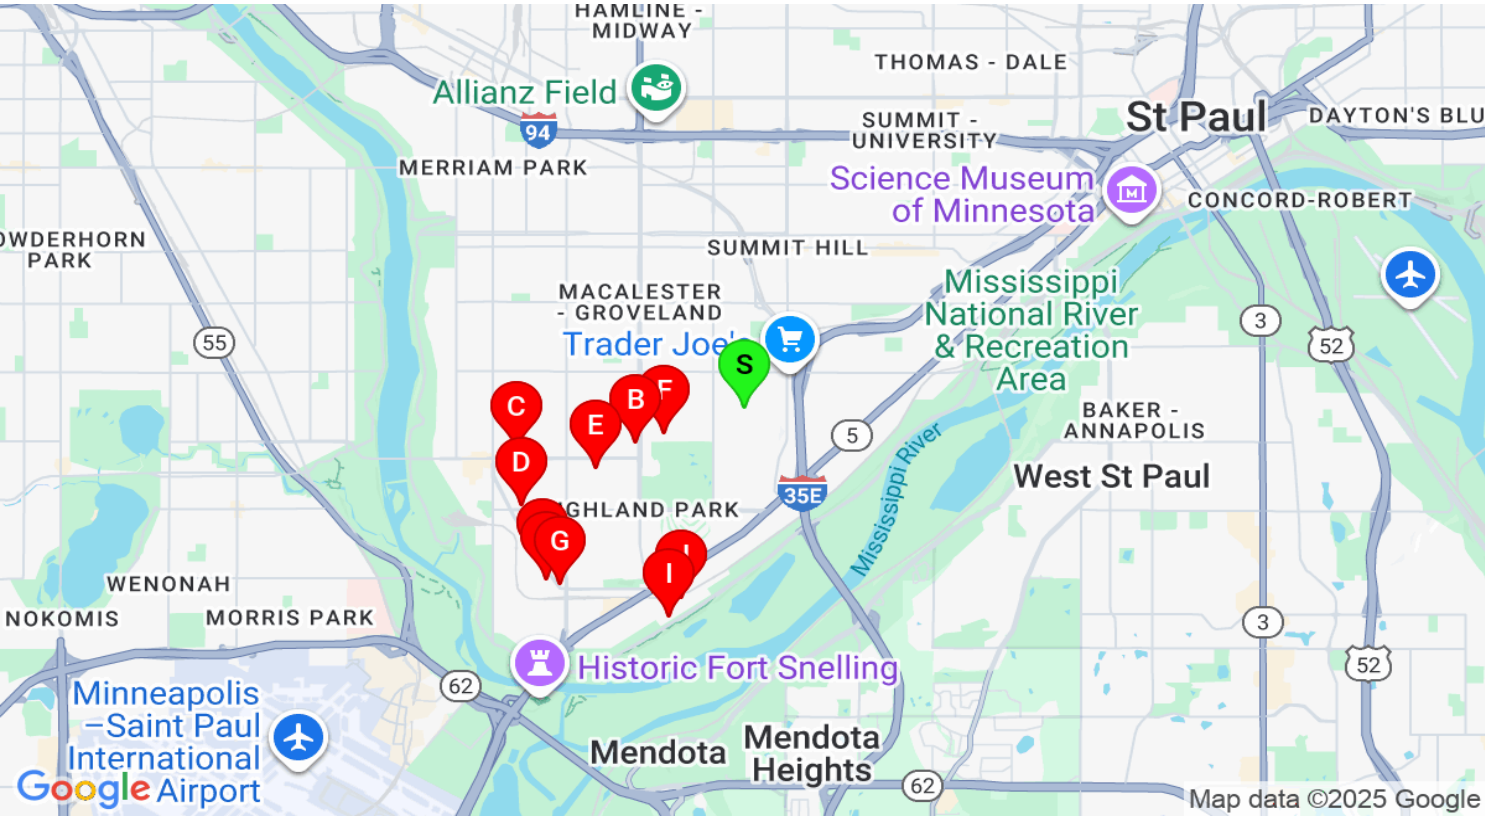 HAMLINE -
MIDWAY
THOMAS - DALE
Allianz Field
94
SUMMIT -
UNIVERSITY
St Paul
DAYTON'S BLU
MERRIAM PARK
Science Museum
of Minnesota
CONCORD-ROBERT
OWDERHORN
PARK
SUMMIT HILL
MACALESTER
- GROVELAND
Mississippi
National River
& Recreation
Area
3
52
55
Trader Joe's
S
C
B
F
E
D
5
BAKER -
ANNAPOLIS
West St Paul
35E
Mississippi River
IGHLAND PARK
G
I
WENONAH
NOKOMIS
MORRIS PARK
3
52
62
Historic Fort Snelling
Minneapolis
–Saint Paul
International
Airport
Mendota
Mendota
Heights
62
Google
Map data ©2025 Google